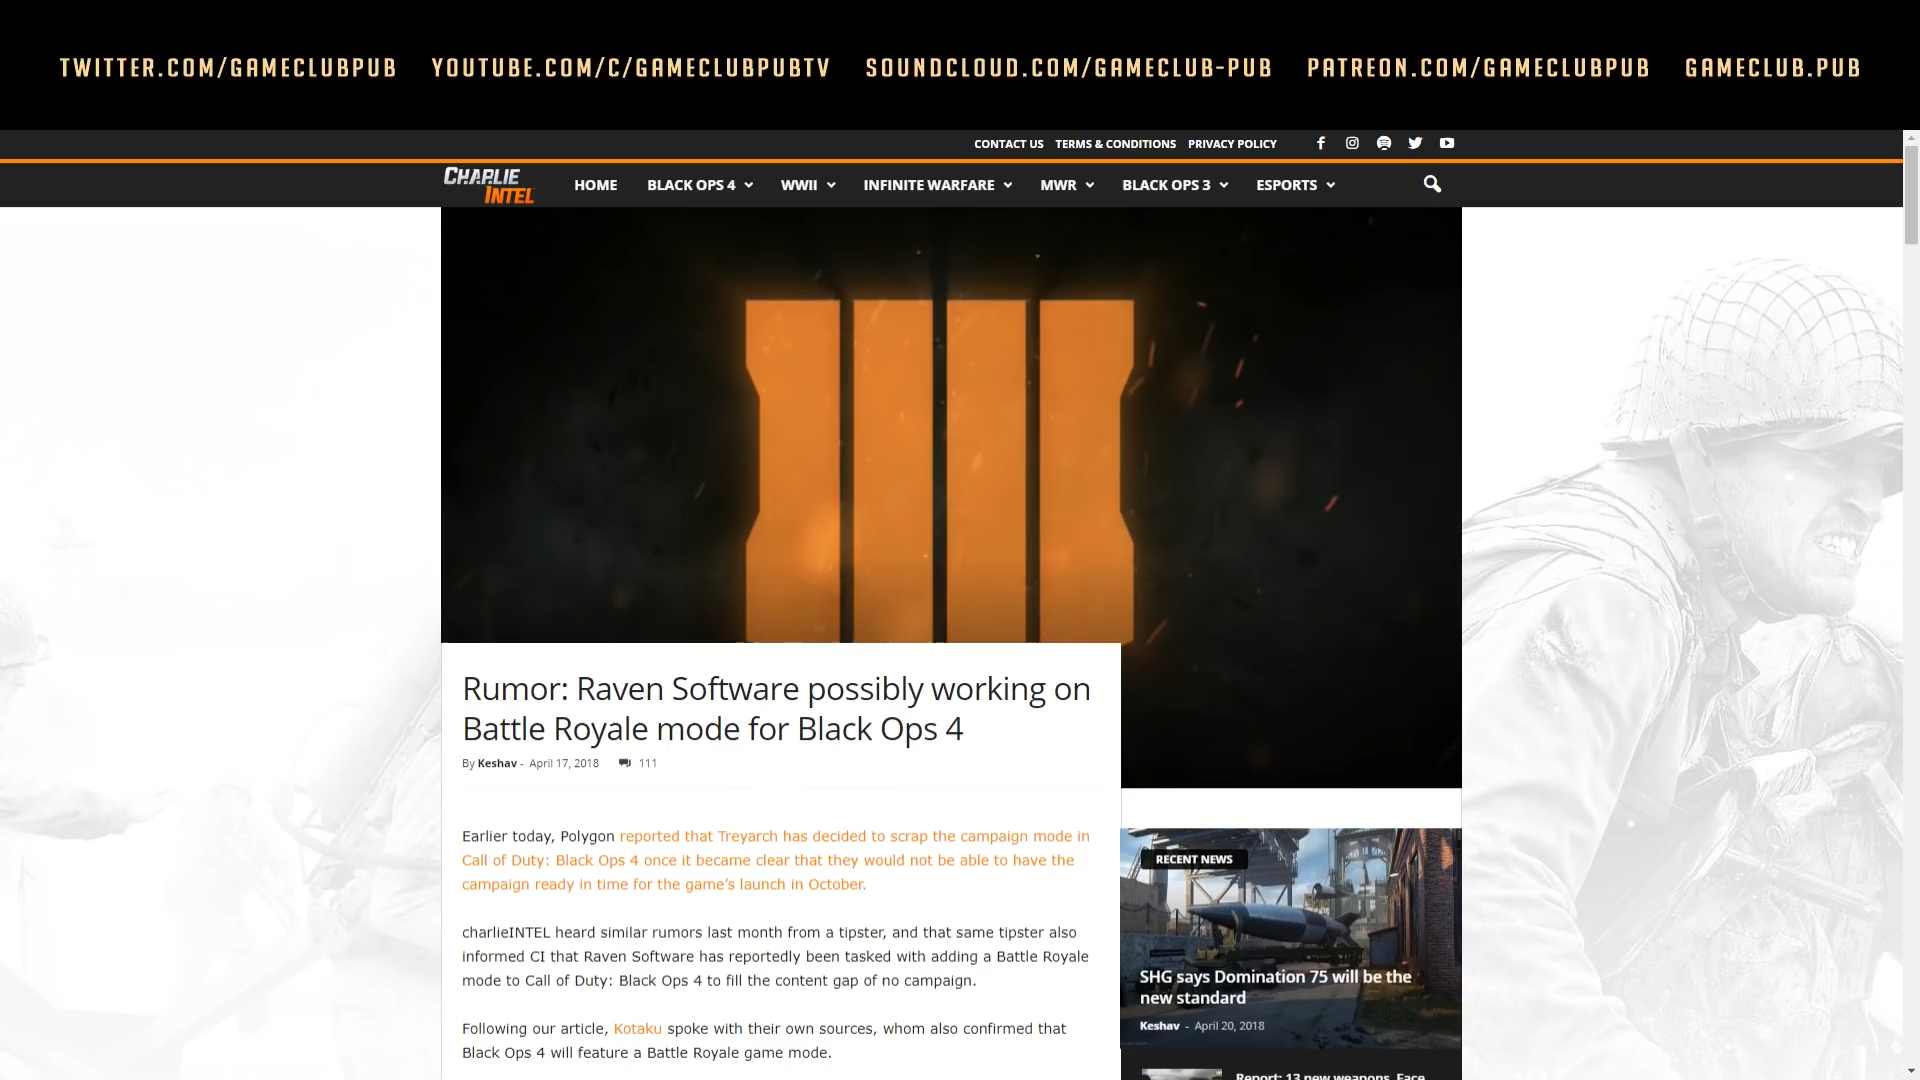 TWITTER.COM/GAMECLUBPUB YOUTUBE.COM/C/GAMECLUBPUBTV SOUNDCLOUD.COM/GAMECLUB-PUB PATREON.COM/GAMECLUBPUB GAMECLUB.PUB
CONTACT US TERMS & CONDITIONS PRIVACY POLICY
CHARLIE
INTEL
HOME BLACK OPS 4 WWII INFINITE WARFARE MWR BLACK OPS 3 ESPORTS
Rumor: Raven Software possibly working on
Battle Royale mode for Black Ops 4
By Keshav - April 17, 2018 111
Earlier today, Polygon reported that Treyarch has decided to scrap the campaign mode in
Call of Duty: Black Ops 4 once it became clear that they would not be able to have the
campaign ready in time for the game's launch in October.
charlieINTEL heard similar rumors last month from a tipster, and that same tipster also
informed CI that Raven Software has reportedly been tasked with adding a Battle Royale
mode to Call of Duty: Black Ops 4 to fill the content gap of no campaign.
Following our article, Kotaku spoke with their own sources, whom also confirmed that
Black Ops 4 will feature a Battle Royale game mode.
RECENT NEWS
SHG says Domination 75 will be the
new standard
Keshav - April 20, 2018
Report: 13 new weapons, Face